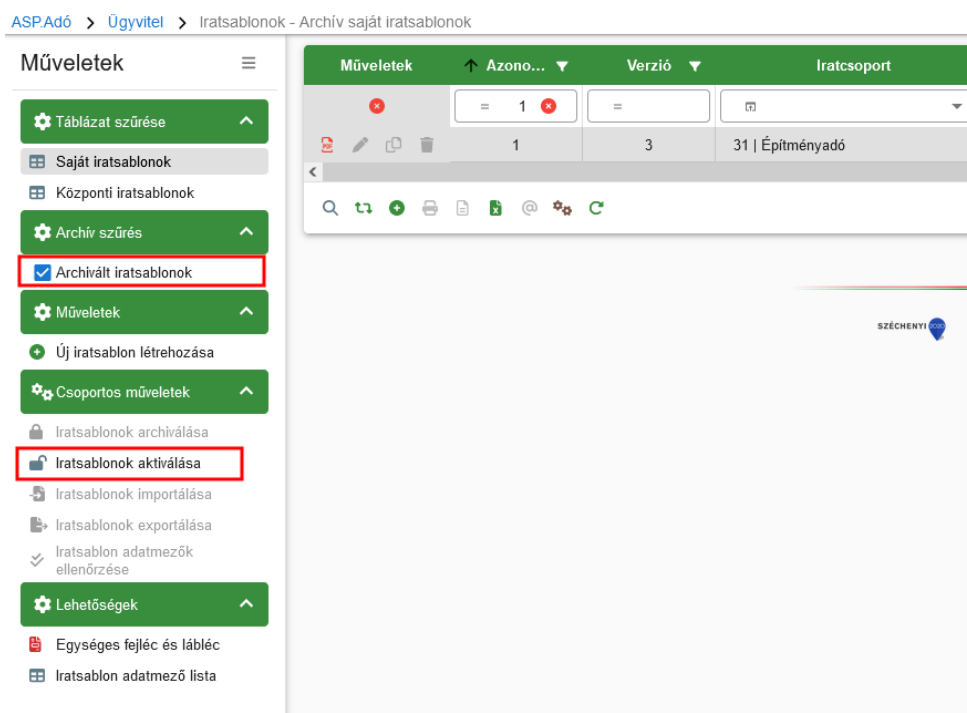 ASP.Adó > Ügyvitel > Iratsablonok - Archív saját iratsablonok
Műveletek
Táblázat szűrése
Saját iratsablonok
Központi iratsablonok
Archív szűrés
Archivált iratsablonok
Műveletek
Új iratsablon létrehozása
Csoportos műveletek
Iratsablonok archiválása
Iratsablonok aktiválása
Iratsablonok importálása
Iratsablonok exportálása
Iratsablon adatmezők
ellenőrzése
Lehetőségek
Egységes fejléc és lábléc
Iratsablon adatmező lista
Műveletek Azono... Verzió Iratcsoport
= 1 =
PDF 1 3 31 | Építményadó
SZÉCHENYI 2020